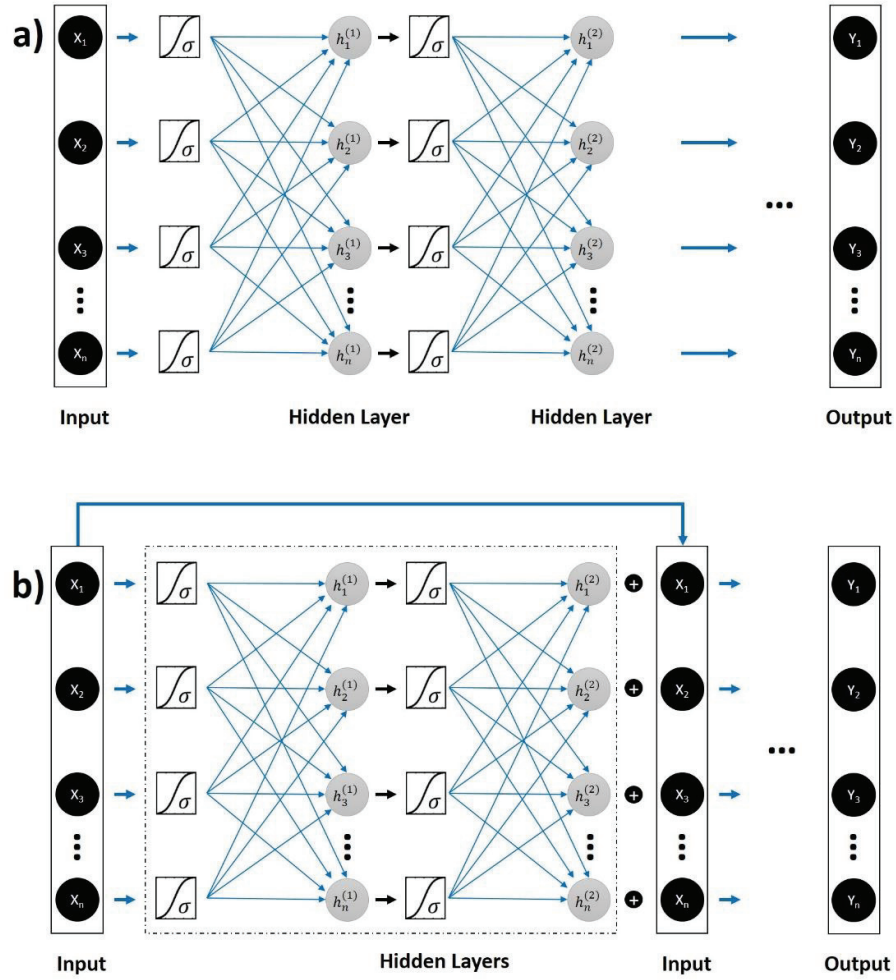 a)
X₁ σ h₁⁽¹⁾ σ h₁⁽²⁾ Y₁
X₂ σ h₂⁽¹⁾ σ h₂⁽²⁾ Y₂
X₃ σ h₃⁽¹⁾ σ h₃⁽²⁾ Y₃
Xₙ σ hₙ⁽¹⁾ σ hₙ⁽²⁾ Yₙ
Input Hidden Layer Hidden Layer Output
b)
X₁ σ h₁⁽¹⁾ σ h₁⁽²⁾ + X₁ Y₁
X₂ σ h₂⁽¹⁾ σ h₂⁽²⁾ + X₂ Y₂
X₃ σ h₃⁽¹⁾ σ h₃⁽²⁾ + X₃ Y₃
Xₙ σ hₙ⁽¹⁾ σ hₙ⁽²⁾ + Xₙ Yₙ
Input Hidden Layers Input Output